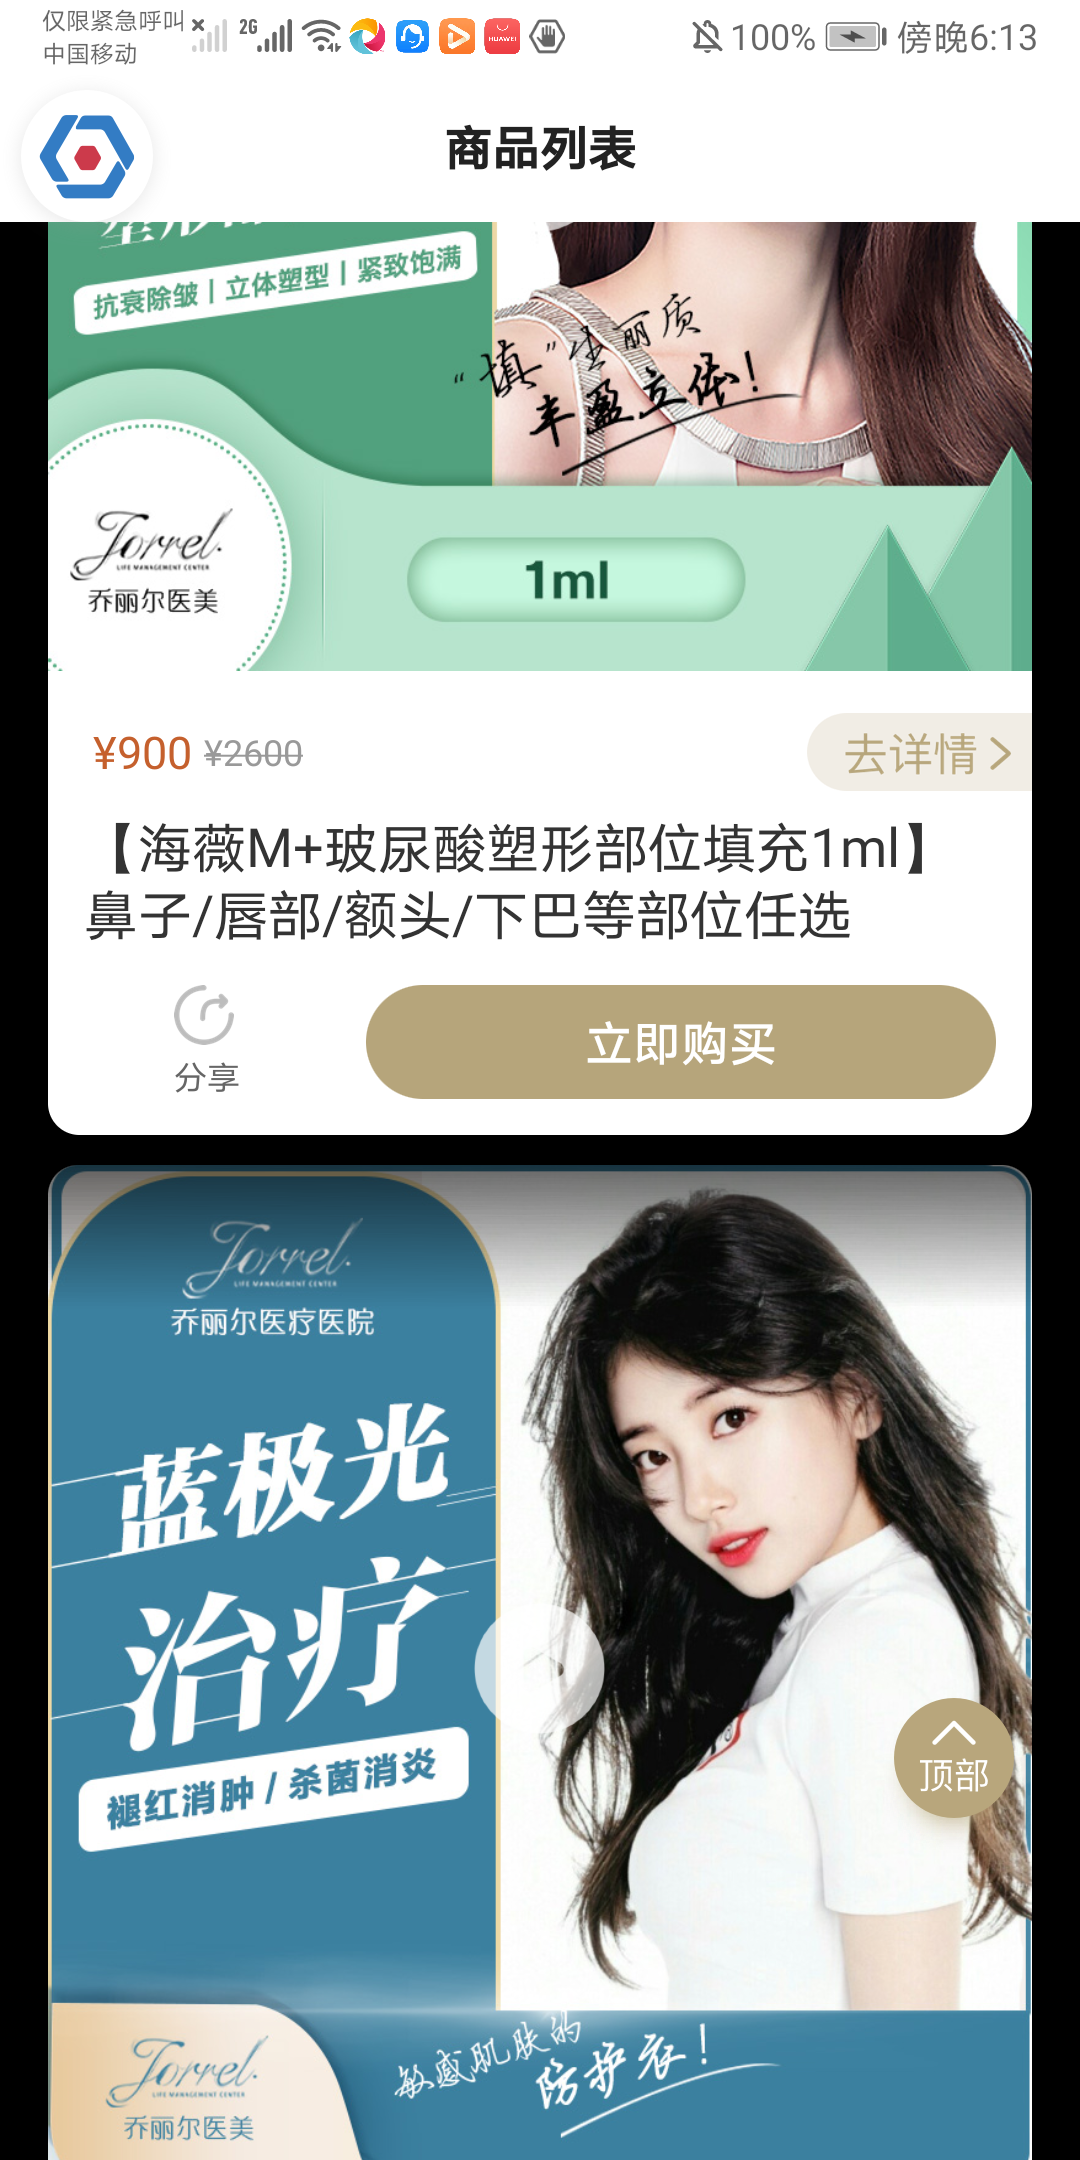 仅限紧急呼叫
中国移动
2G
HUAWEI
100%
傍晚6:13
商品列表
抗衰除皱 | 立体塑型 | 紧致饱满
“填”生丽质
丰盈立体!
Jorrel.
LIFE MANAGEMENT CENTER
乔丽尔医美
1ml
¥900 ¥2600
去详情
【海薇M+玻尿酸塑形部位填充1ml】
鼻子/唇部/额头/下巴等部位任选
分享
立即购买
Jorrel.
LIFE MANAGEMENT CENTER
乔丽尔医疗医院
蓝极光
治疗
褪红消肿 / 杀菌消炎
顶部
敏感肌肤的
防护衣!
Jorrel.
LIFE MANAGEMENT CENTER
乔丽尔医美